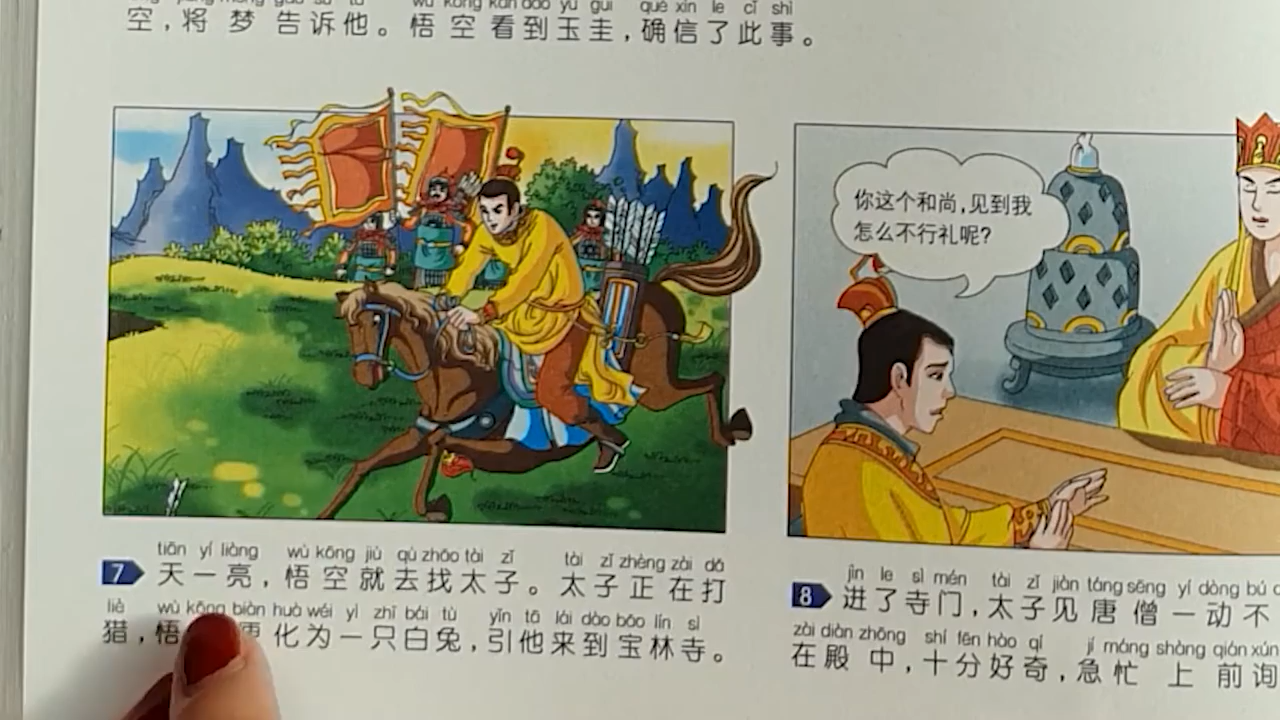 空,将梦告诉他。悟空看到玉圭,确信了此事。
你这个和尚,见到我
怎么不行礼呢?
tiān yí liàng wù kōng jiù qù zhǎo tài zǐ tài zǐ zhèng zài dǎ
7 天一亮,悟空就去找太子。太子正在打
liè wù kōng biàn huà wéi yì zhī bái tù yǐn tā lái dào bǎo lín sì
猎,悟 化为一只白兔,引他来到宝林寺。
jìn le sì mén tài zǐ jiàn táng sēng yí dòng bú
8 进了寺门,太子见唐僧一动不
zài diàn zhōng shí fēn hào qí jí máng shàng qián xún
在殿中,十分好奇,急忙上前询